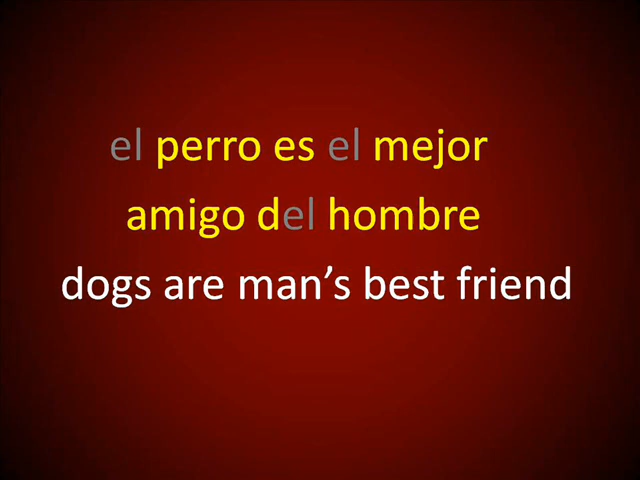 el perro es el mejor
amigo del hombre
dogs are man’s best friend